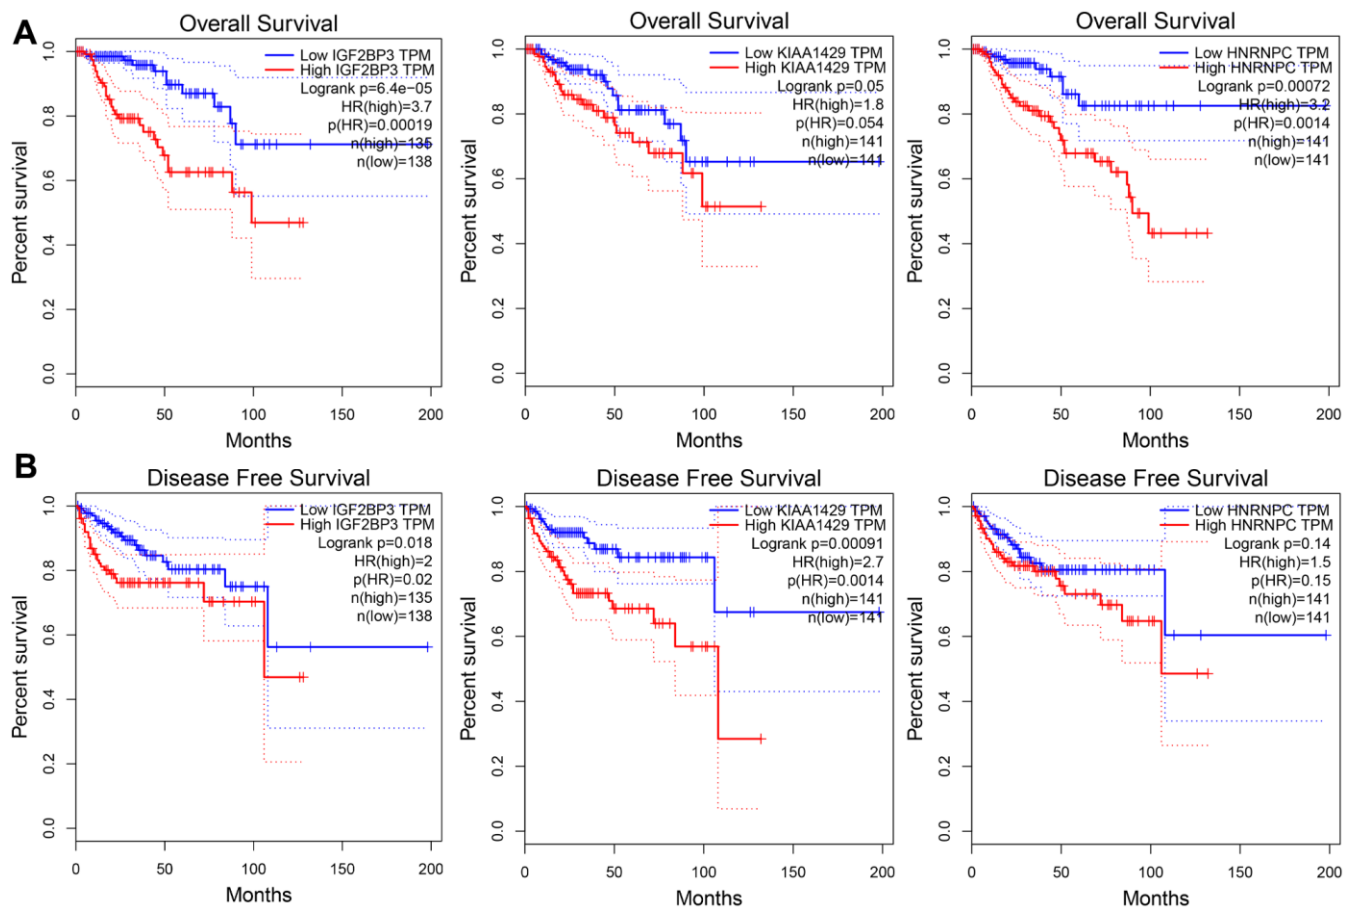 A
Overall Survival
Low IGF2BP3 TPM
High IGF2BP3 TPM
Logrank p=6.4e−05
HR(high)=3.7
p(HR)=0.00019
n(high)=135
n(low)=138
Percent survival
0.0
0.2
0.4
0.6
0.8
1.0
0
50
100
150
200
Months
Overall Survival
Low KIAA1429 TPM
High KIAA1429 TPM
Logrank p=0.05
HR(high)=1.8
p(HR)=0.054
n(high)=141
n(low)=141
Percent survival
0.0
0.2
0.4
0.6
0.8
1.0
0
50
100
150
200
Months
Overall Survival
Low HNRNPC TPM
High HNRNPC TPM
Logrank p=0.00072
HR(high)=3.2
p(HR)=0.0014
n(high)=141
n(low)=141
Percent survival
0.0
0.2
0.4
0.6
0.8
1.0
0
50
100
150
200
Months
B
Disease Free Survival
Low IGF2BP3 TPM
High IGF2BP3 TPM
Logrank p=0.018
HR(high)=2
p(HR)=0.02
n(high)=135
n(low)=138
Percent survival
0.0
0.2
0.4
0.6
0.8
1.0
0
50
100
150
200
Months
Disease Free Survival
Low KIAA1429 TPM
High KIAA1429 TPM
Logrank p=0.00091
HR(high)=2.7
p(HR)=0.0014
n(high)=141
n(low)=141
Percent survival
0.0
0.2
0.4
0.6
0.8
1.0
0
50
100
150
200
Months
Disease Free Survival
Low HNRNPC TPM
High HNRNPC TPM
Logrank p=0.14
HR(high)=1.5
p(HR)=0.15
n(high)=141
n(low)=141
Percent survival
0.0
0.2
0.4
0.6
0.8
1.0
0
50
100
150
200
Months